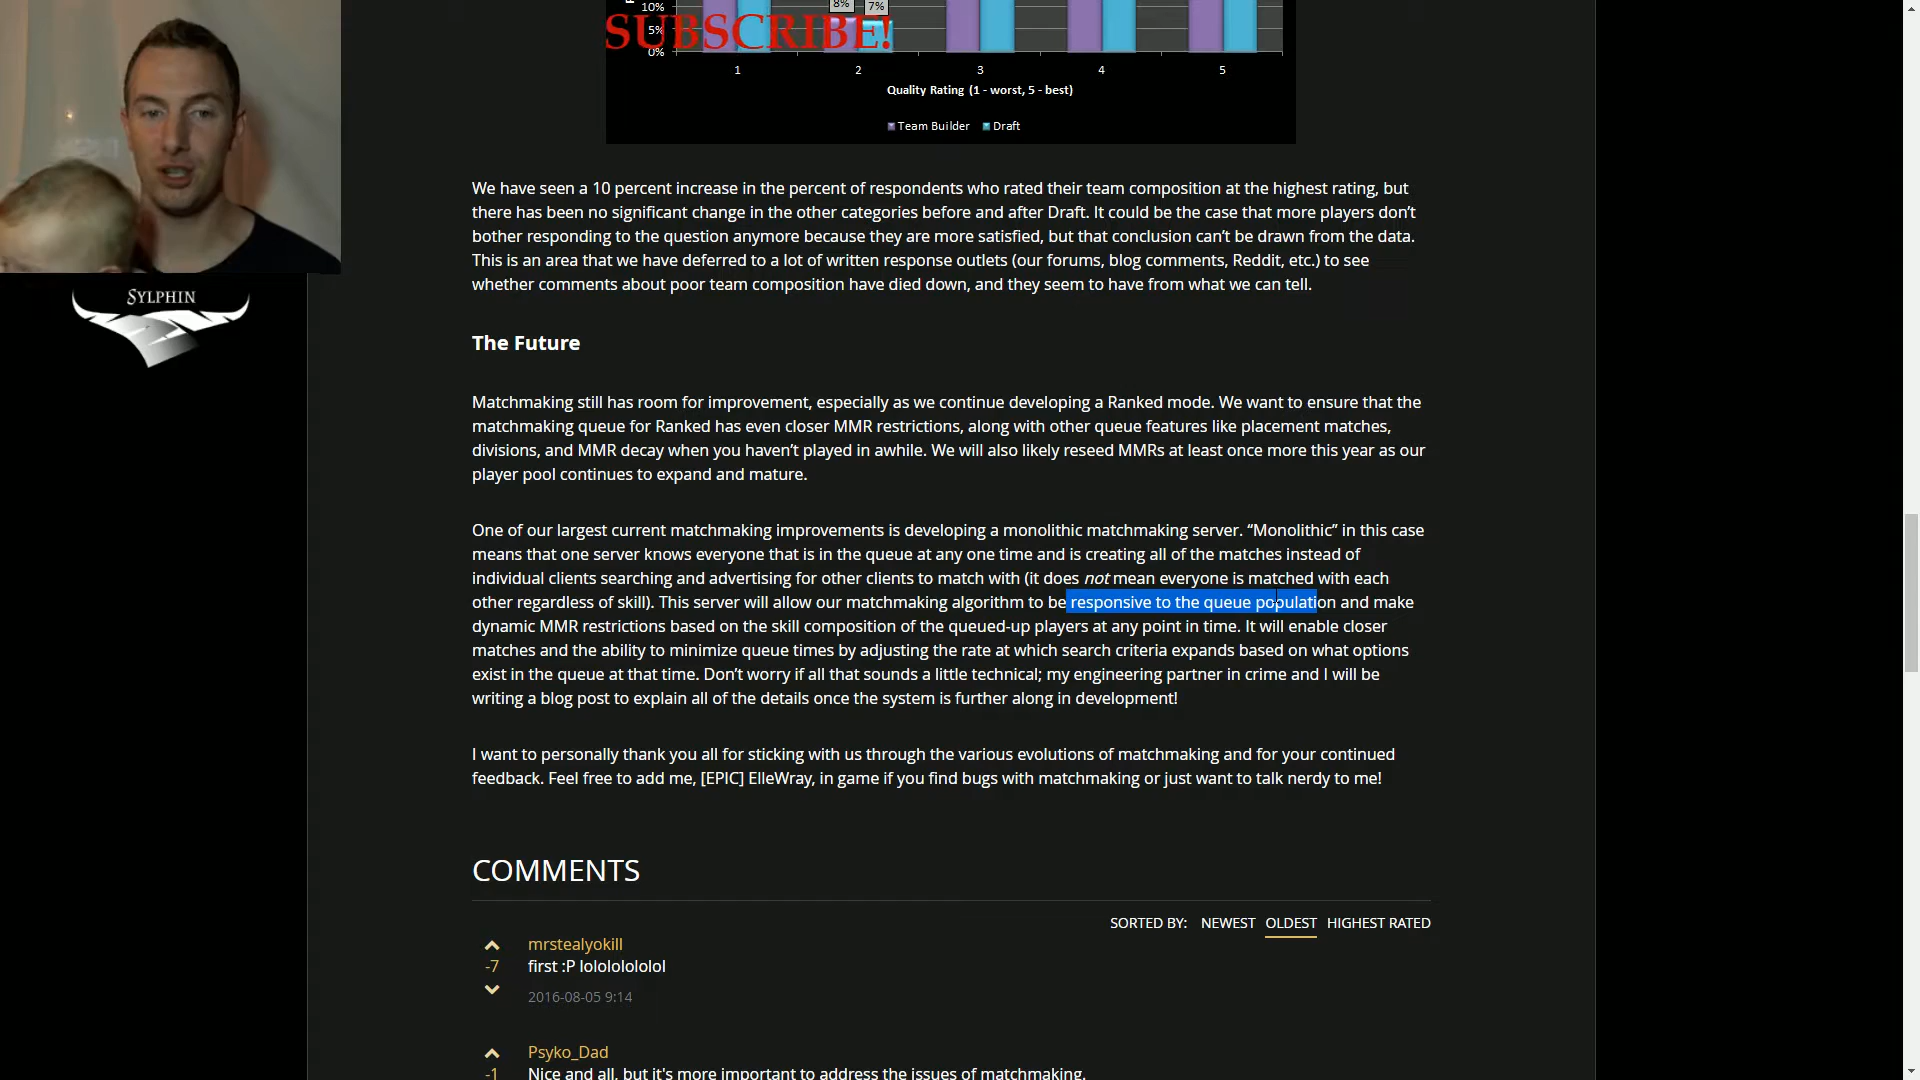 10%
8%
7%
SUBSCRIBE!
5%
0%
1
2
3
4
5
Quality Rating (1 - worst, 5 - best)
Team Builder
Draft
We have seen a 10 percent increase in the percent of respondents who rated their team composition at the highest rating, but
there has been no significant change in the other categories before and after Draft. It could be the case that more players don’t
bother responding to the question anymore because they are more satisfied, but that conclusion can’t be drawn from the data.
This is an area that we have deferred to a lot of written response outlets (our forums, blog comments, Reddit, etc.) to see
whether comments about poor team composition have died down, and they seem to have from what we can tell.
SYLPHIN
The Future
Matchmaking still has room for improvement, especially as we continue developing a Ranked mode. We want to ensure that the
matchmaking queue for Ranked has even closer MMR restrictions, along with other queue features like placement matches,
divisions, and MMR decay when you haven’t played in awhile. We will also likely reseed MMRs at least once more this year as our
player pool continues to expand and mature.
One of our largest current matchmaking improvements is developing a monolithic matchmaking server. “Monolithic” in this case
means that one server knows everyone that is in the queue at any one time and is creating all of the matches instead of
individual clients searching and advertising for other clients to match with (it does not mean everyone is matched with each
other regardless of skill). This server will allow our matchmaking algorithm to be responsive to the queue population and make
dynamic MMR restrictions based on the skill composition of the queued-up players at any point in time. It will enable closer
matches and the ability to minimize queue times by adjusting the rate at which search criteria expands based on what options
exist in the queue at that time. Don’t worry if all that sounds a little technical; my engineering partner in crime and I will be
writing a blog post to explain all of the details once the system is further along in development!
I want to personally thank you all for sticking with us through the various evolutions of matchmaking and for your continued
feedback. Feel free to add me, [EPIC] ElleWray, in game if you find bugs with matchmaking or just want to talk nerdy to me!
COMMENTS
SORTED BY: NEWEST OLDEST HIGHEST RATED
mrstealyokill
-7
first :P lolololololol
2016-08-05 9:14
Psyko_Dad
-1
Nice and all, but it's more important to address the issues of matchmaking.